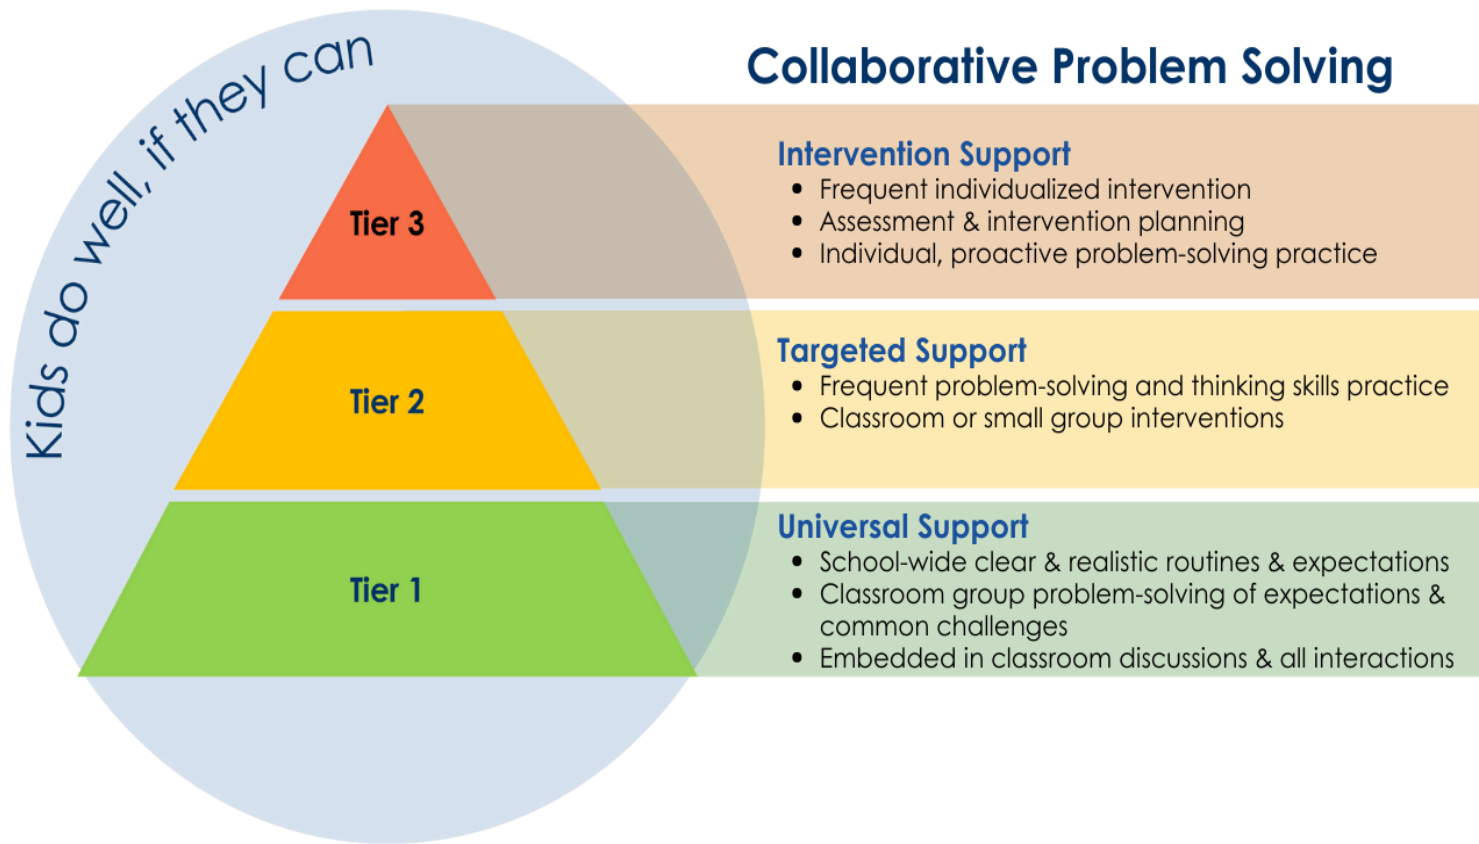 Kids do well, if they can
Collaborative Problem Solving
Tier 3
Intervention Support
• Frequent individualized intervention
• Assessment & intervention planning
• Individual, proactive problem-solving practice
Tier 2
Targeted Support
• Frequent problem-solving and thinking skills practice
• Classroom or small group interventions
Tier 1
Universal Support
• School-wide clear & realistic routines & expectations
• Classroom group problem-solving of expectations &
common challenges
• Embedded in classroom discussions & all interactions